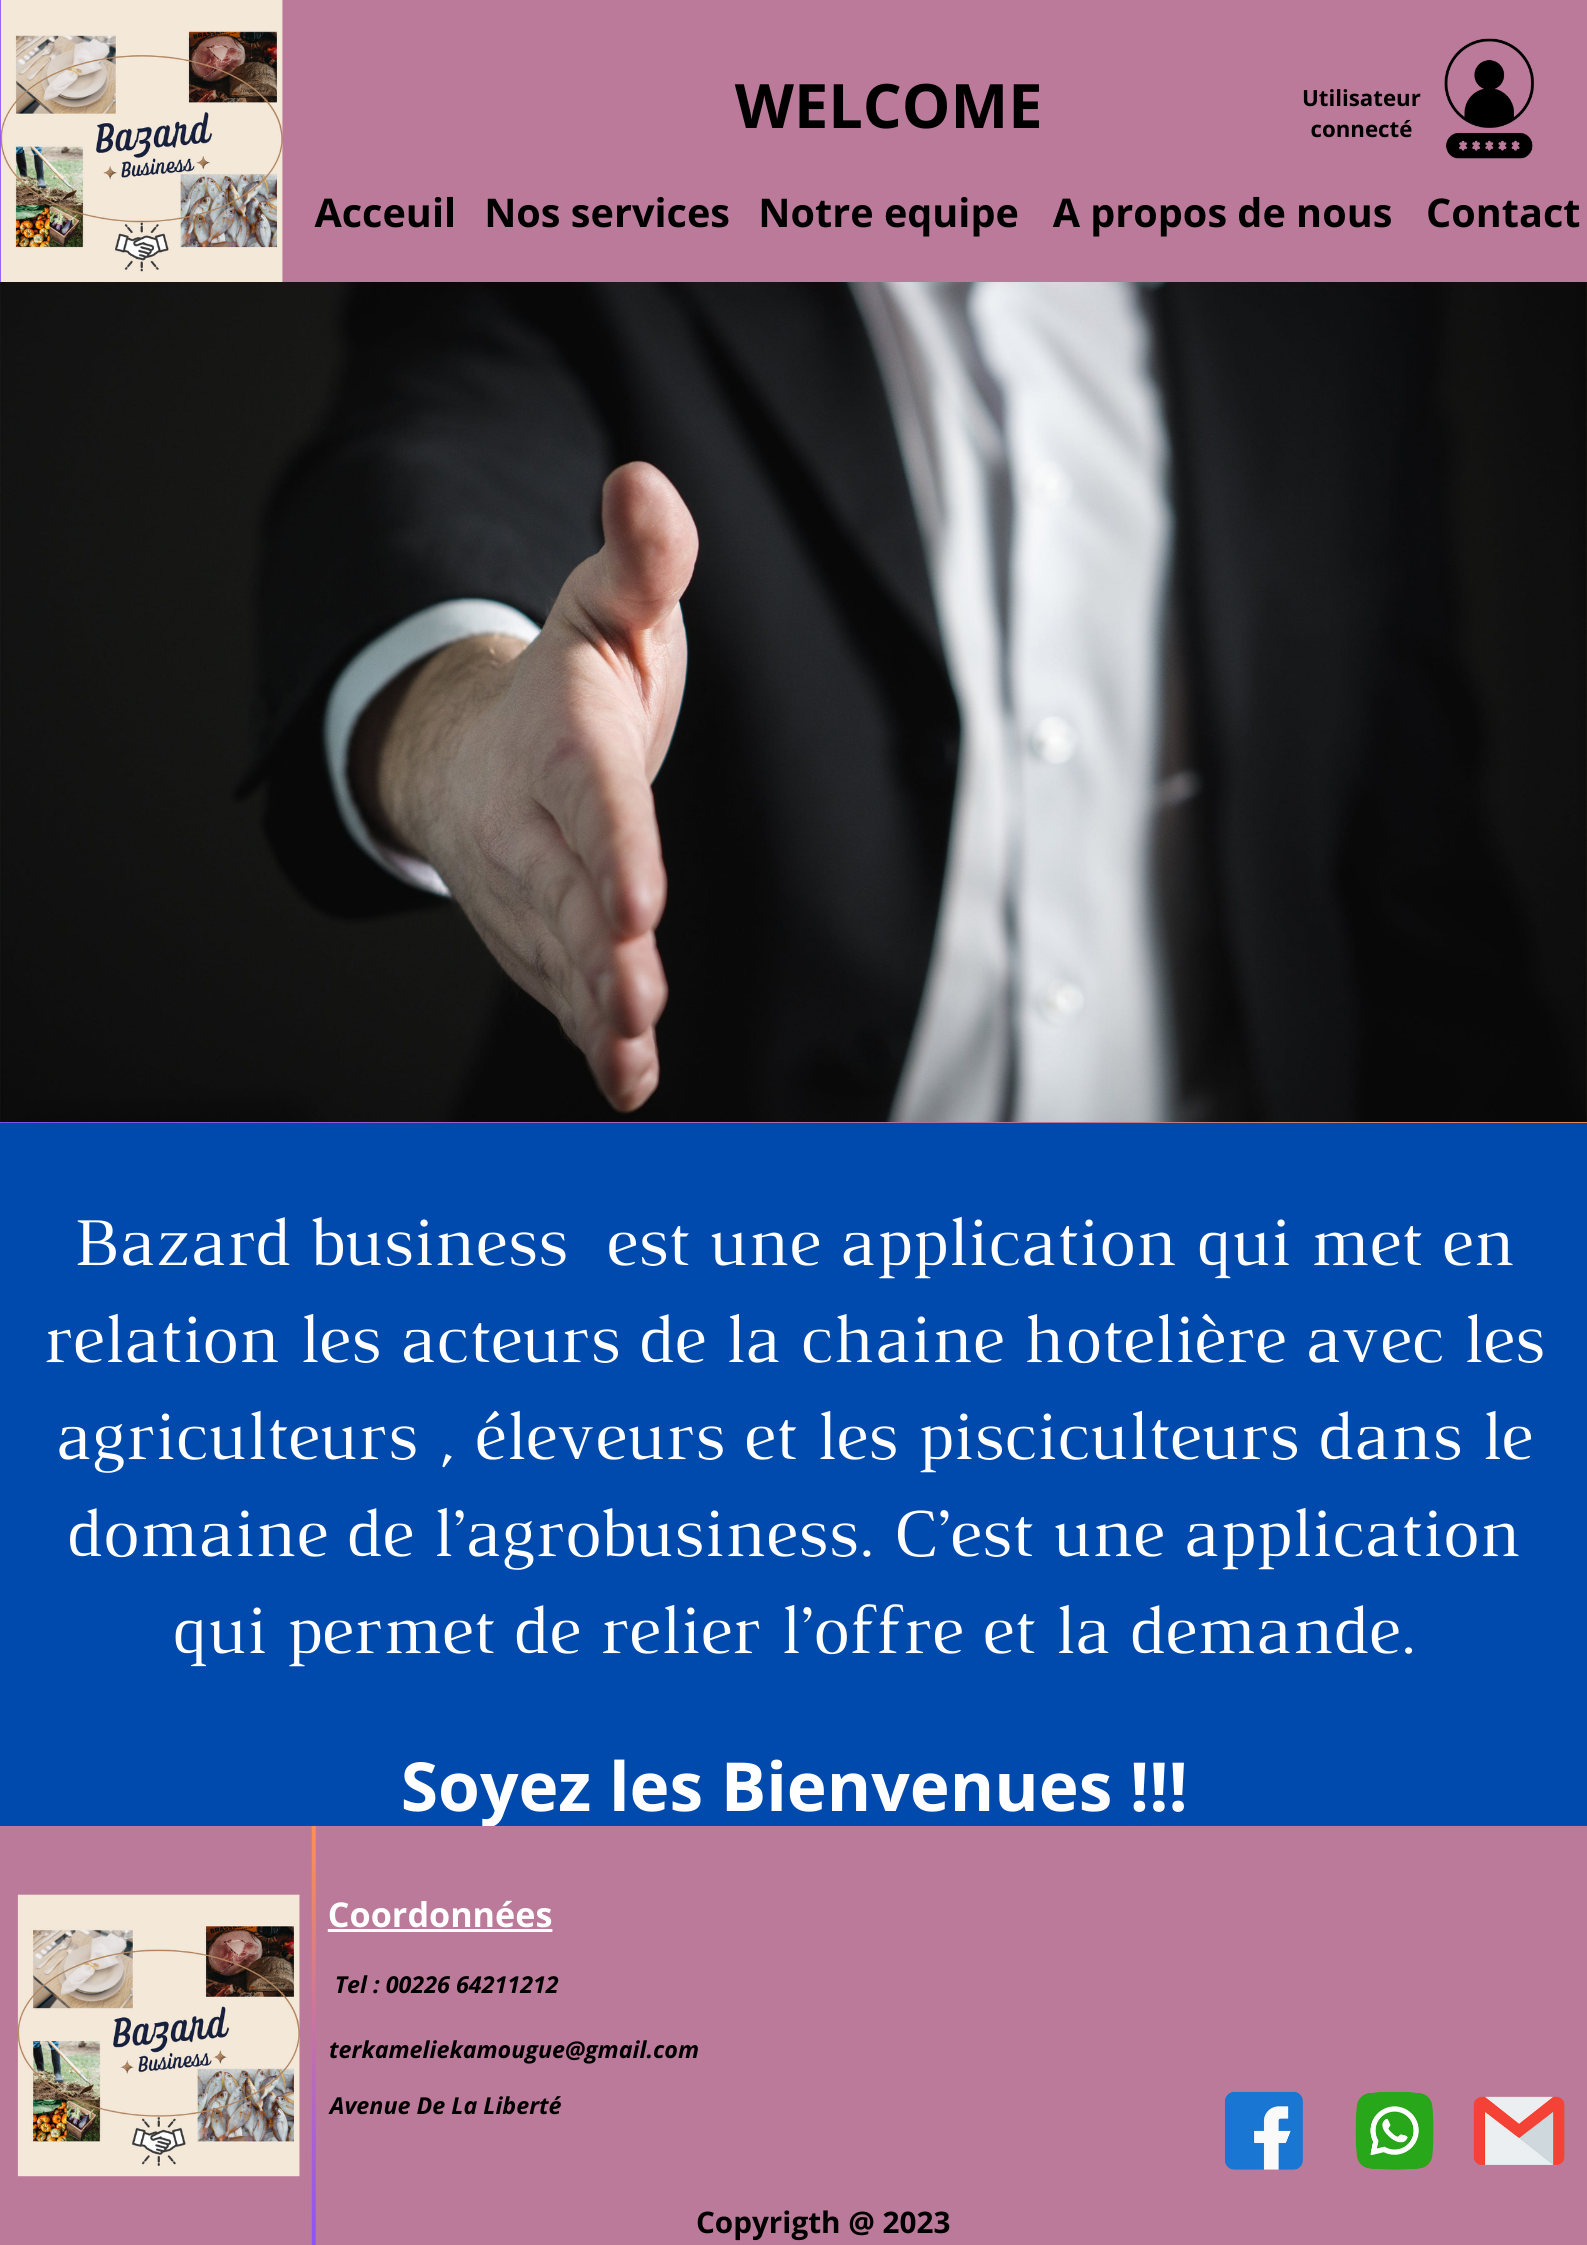 Bazard
Business
WELCOME
Utilisateur
connecté
*****
Acceuil Nos services Notre equipe A propos de nous Contact
Bazard business est une application qui met en
relation les acteurs de la chaine hotelière avec les
agriculteurs , éleveurs et les pisciculteurs dans le
domaine de l’agrobusiness. C’est une application
qui permet de relier l’offre et la demande.
Soyez les Bienvenues !!!
Bazard
Business
Coordonnées
Tel : 00226 64211212
terkameliekamougue@gmail.com
Avenue De La Liberté
Copyrigth @ 2023